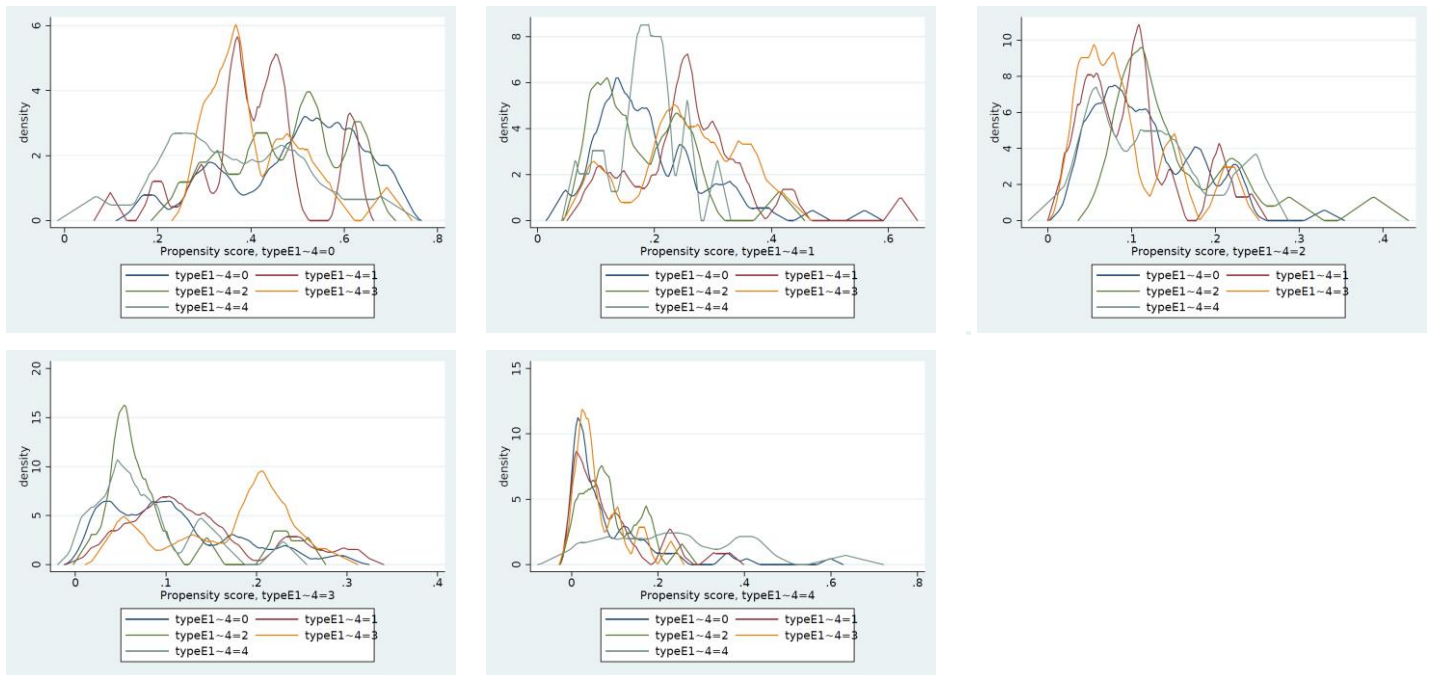 density
0 2 4 6
0 .2 .4 .6 .8
Propensity score, typeE1~4=0
typeE1~4=0 typeE1~4=1
typeE1~4=2 typeE1~4=3
typeE1~4=4
density
0 2 4 6 8
0 .2 .4 .6
Propensity score, typeE1~4=1
typeE1~4=0 typeE1~4=1
typeE1~4=2 typeE1~4=3
typeE1~4=4
density
0 2 4 6 8 10
0 .1 .2 .3 .4
Propensity score, typeE1~4=2
typeE1~4=0 typeE1~4=1
typeE1~4=2 typeE1~4=3
typeE1~4=4
density
0 5 10 15 20
0 .1 .2 .3 .4
Propensity score, typeE1~4=3
typeE1~4=0 typeE1~4=1
typeE1~4=2 typeE1~4=3
typeE1~4=4
density
0 5 10 15
0 .2 .4 .6 .8
Propensity score, typeE1~4=4
typeE1~4=0 typeE1~4=1
typeE1~4=2 typeE1~4=3
typeE1~4=4